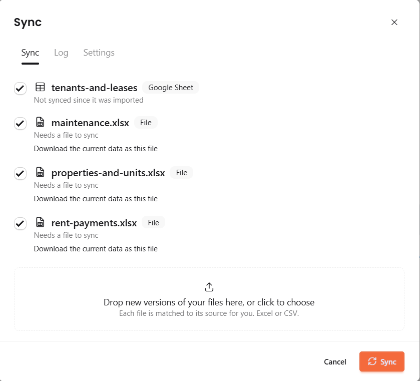 Sync
Sync Log Settings
tenants-and-leases Google Sheet
Not synced since it was imported
maintenance.xlsx File
Needs a file to sync
Download the current data as this file
properties-and-units.xlsx File
Needs a file to sync
Download the current data as this file
rent-payments.xlsx File
Needs a file to sync
Download the current data as this file
Drop new versions of your files here, or click to choose
Each file is matched to its source for you. Excel or CSV.
Cancel Sync